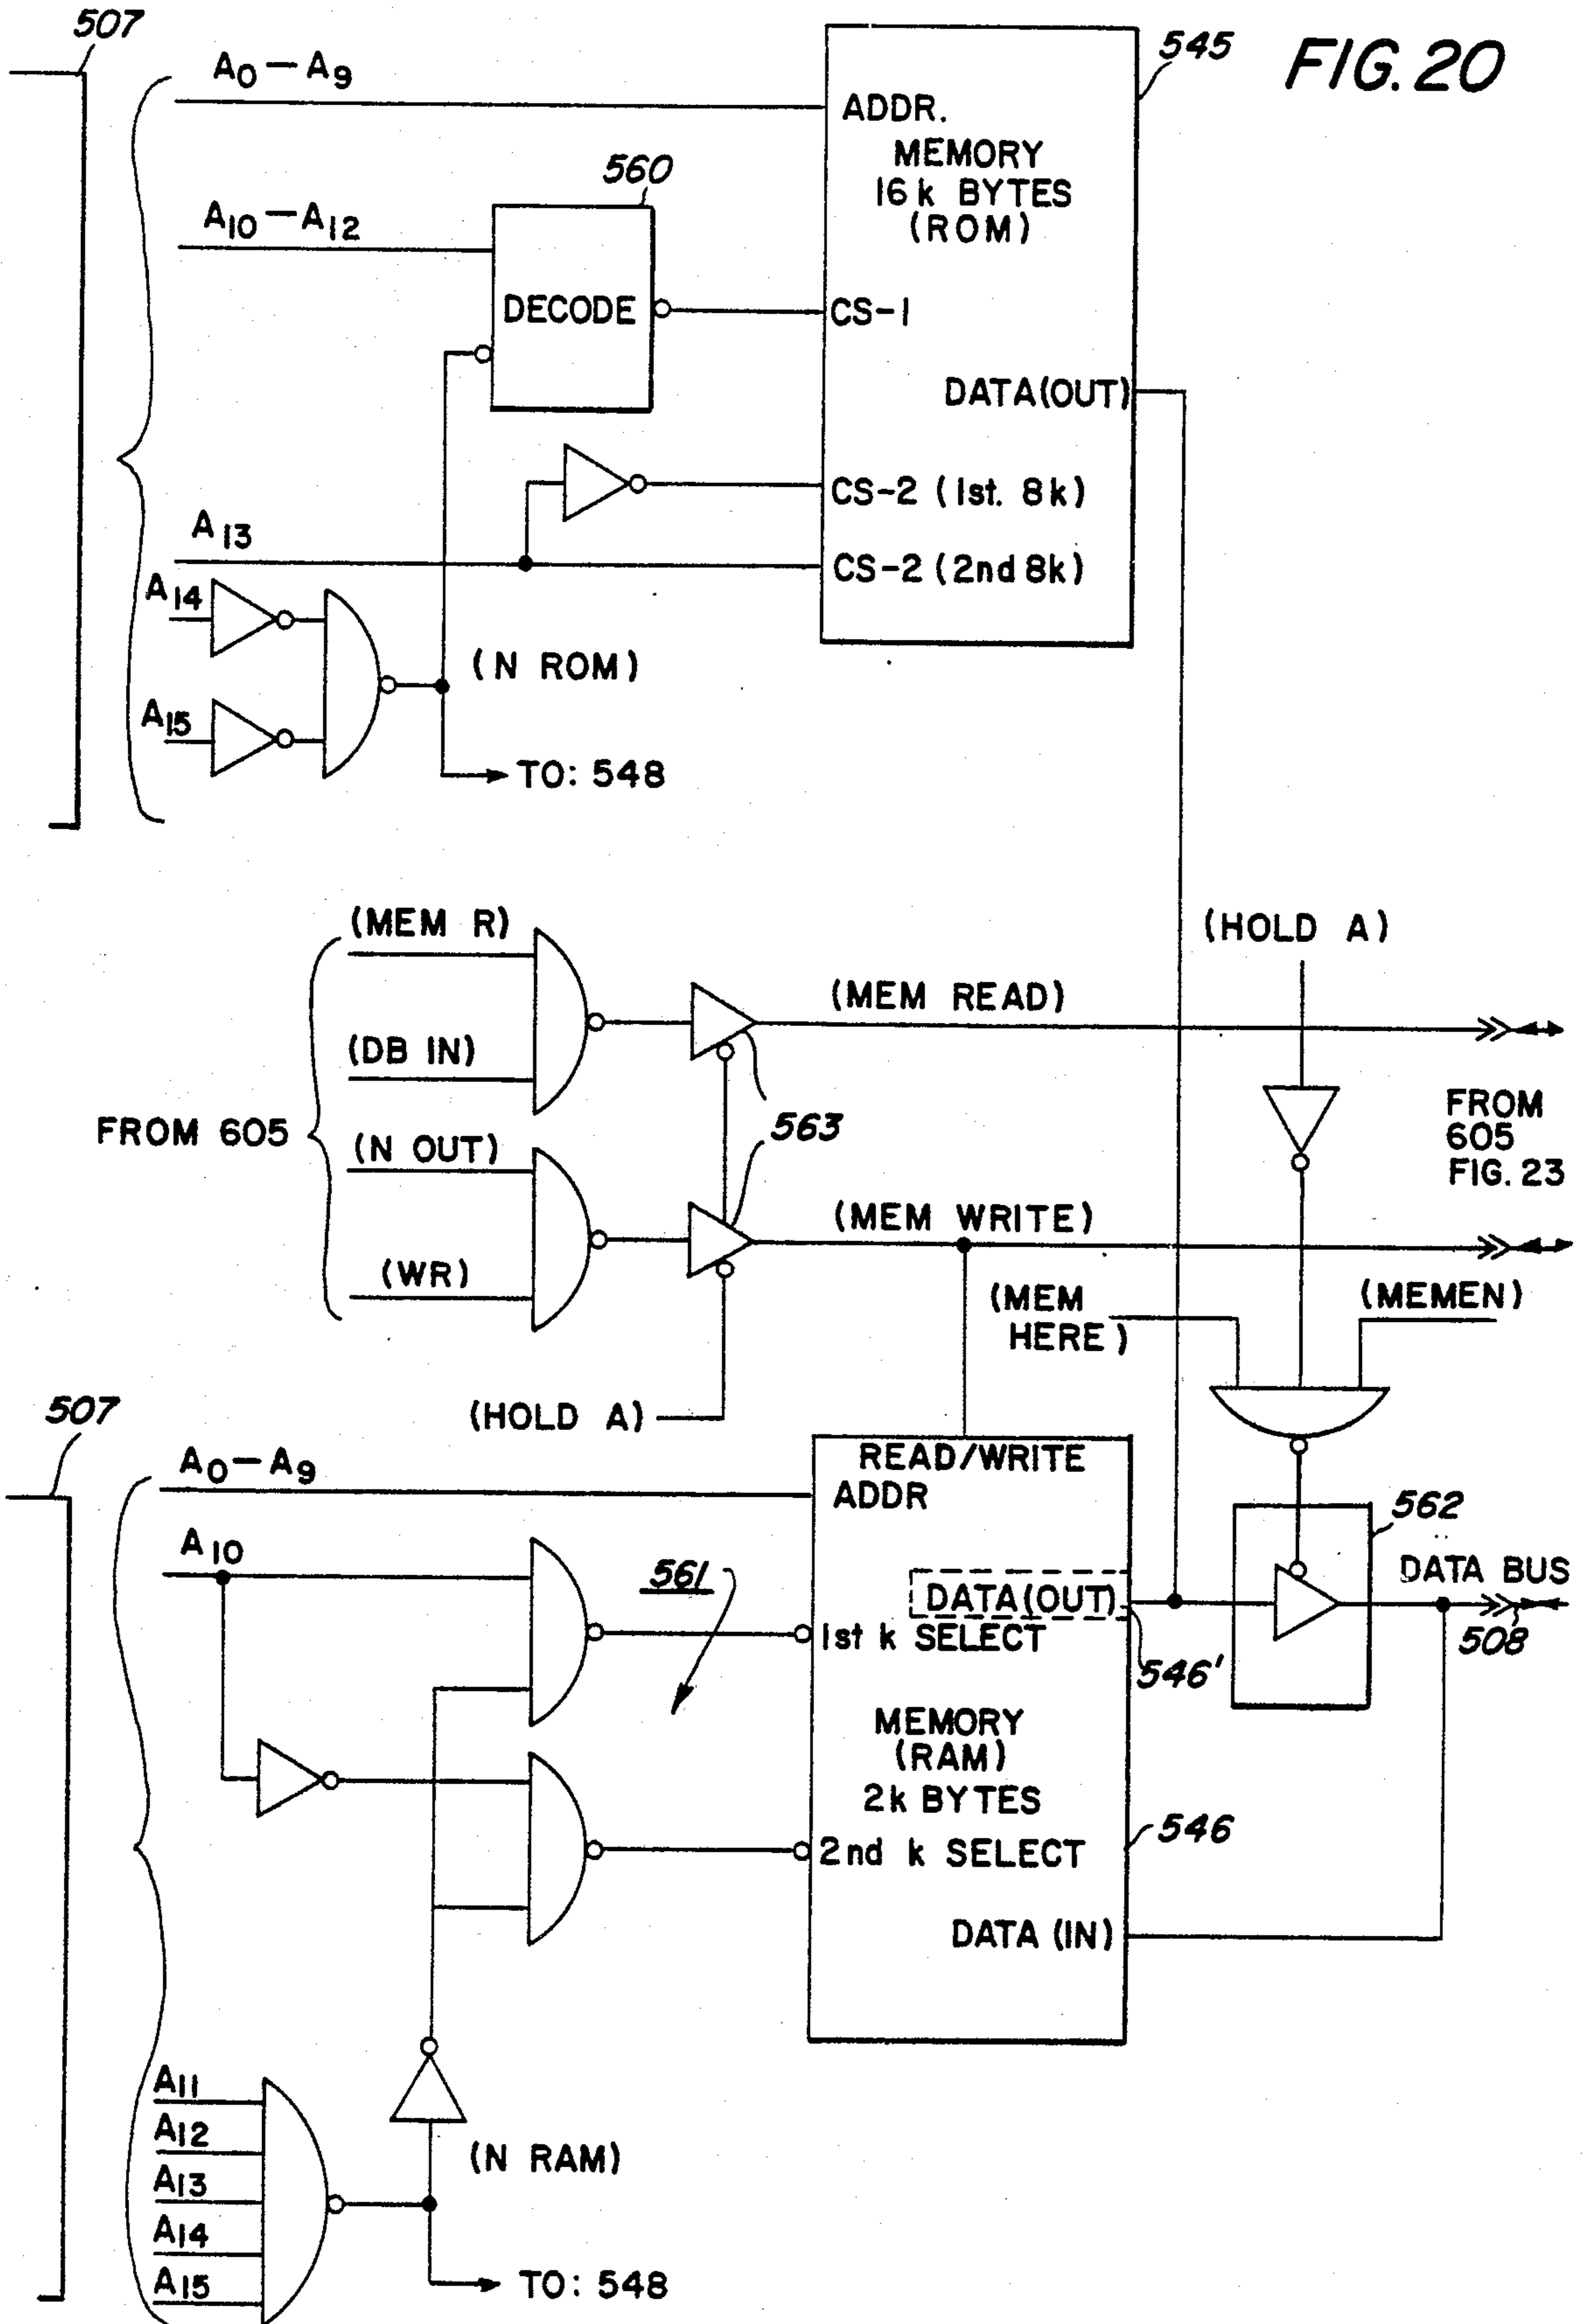 507
A0–A9
545
FIG. 20
ADDR.
MEMORY
16k BYTES
(ROM)
560
A10–A12
DECODE
CS-1
DATA(OUT)
CS-2 (1st. 8k)
A13
CS-2 (2nd 8k)
A14
(N ROM)
A15
TO: 548
(MEM R)
(HOLD A)
(MEM READ)
(DB IN)
FROM 605
563
FROM
605
FIG. 23
(N OUT)
(MEM WRITE)
(WR)
(MEM
HERE)
(MEMEN)
507
(HOLD A)
A0–A9
READ/WRITE
ADDR
562
A10
561
DATA(OUT)
DATA BUS
1st k SELECT
508
546'
MEMORY
(RAM)
2k BYTES
546
2nd k SELECT
DATA (IN)
A11
A12
(N RAM)
A13
A14
A15
TO: 548